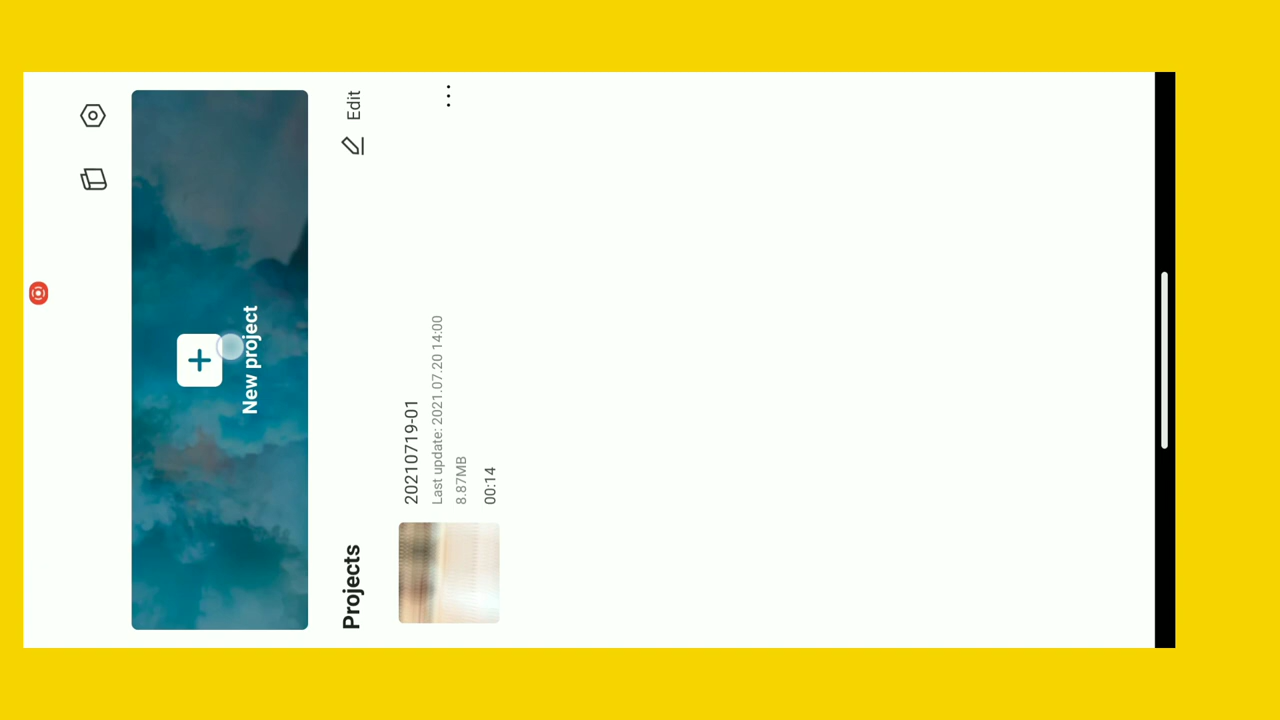 New project
Projects
Edit
20210719-01
Last update: 2021.07.20 14:00
8.87MB
00:14